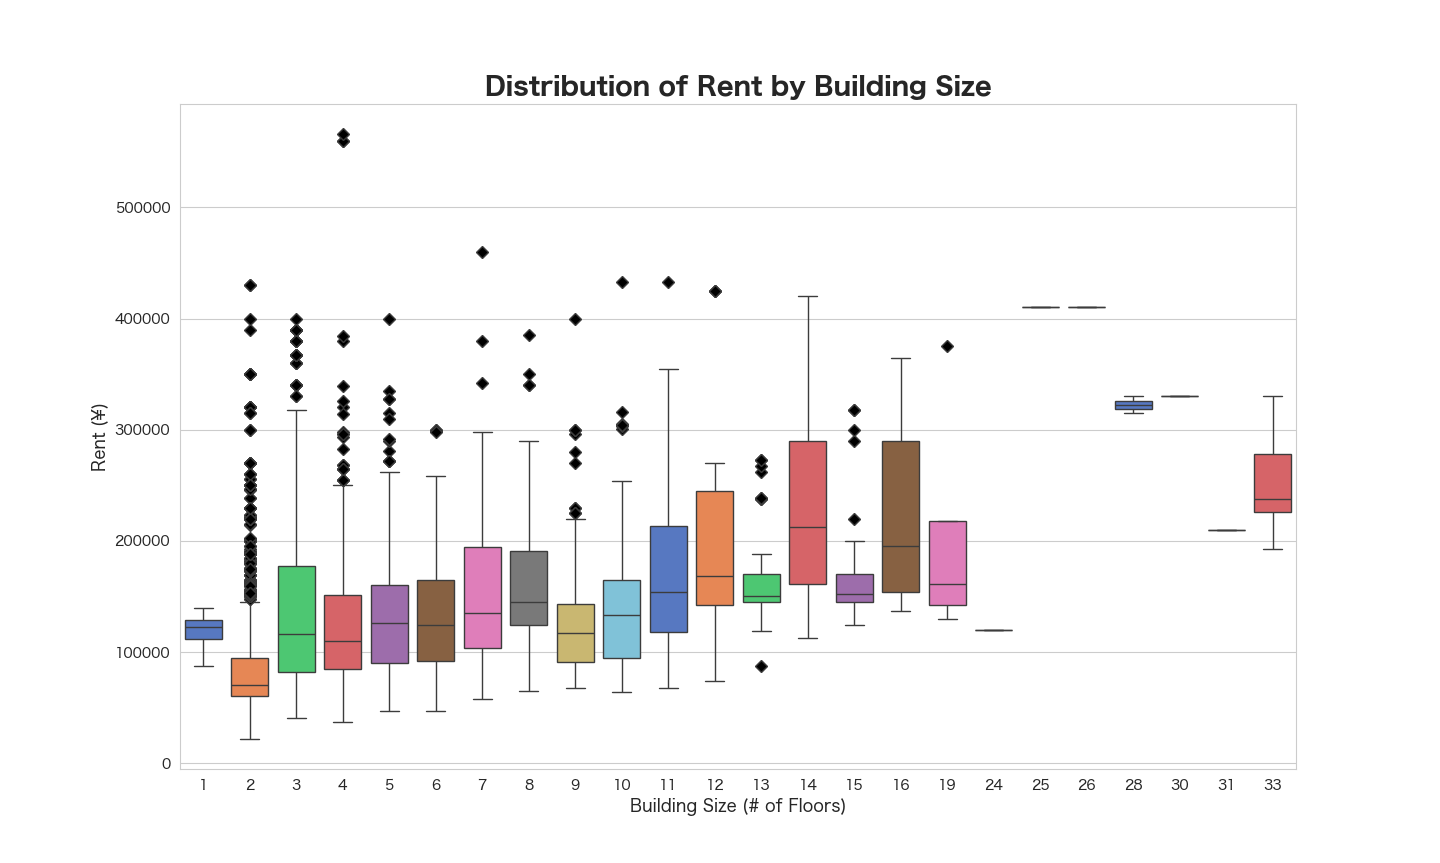 Distribution of Rent by Building Size
Rent (¥)
500000
400000
300000
200000
100000
0
1 2 3 4 5 6 7 8 9 10 11 12 13 14 15 16 19 24 25 26 28 30 31 33
Building Size (# of Floors)